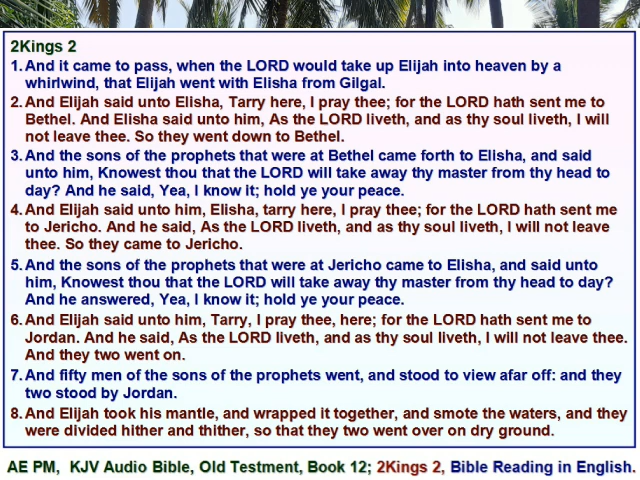 2Kings 2
1. And it came to pass, when the LORD would take up Elijah into heaven by a
whirlwind, that Elijah went with Elisha from Gilgal.
2. And Elijah said unto Elisha, Tarry here, I pray thee; for the LORD hath sent me to
Bethel. And Elisha said unto him, As the LORD liveth, and as thy soul liveth, I will
not leave thee. So they went down to Bethel.
3. And the sons of the prophets that were at Bethel came forth to Elisha, and said
unto him, Knowest thou that the LORD will take away thy master from thy head to
day? And he said, Yea, I know it; hold ye your peace.
4. And Elijah said unto him, Elisha, tarry here, I pray thee; for the LORD hath sent me
to Jericho. And he said, As the LORD liveth, and as thy soul liveth, I will not leave
thee. So they came to Jericho.
5. And the sons of the prophets that were at Jericho came to Elisha, and said unto
him, Knowest thou that the LORD will take away thy master from thy head to day?
And he answered, Yea, I know it; hold ye your peace.
6. And Elijah said unto him, Tarry, I pray thee, here; for the LORD hath sent me to
Jordan. And he said, As the LORD liveth, and as thy soul liveth, I will not leave thee.
And they two went on.
7. And fifty men of the sons of the prophets went, and stood to view afar off: and they
two stood by Jordan.
8. And Elijah took his mantle, and wrapped it together, and smote the waters, and they
were divided hither and thither, so that they two went over on dry ground.
AE PM, KJV Audio Bible, Old Testment, Book 12; 2Kings 2, Bible Reading in English.